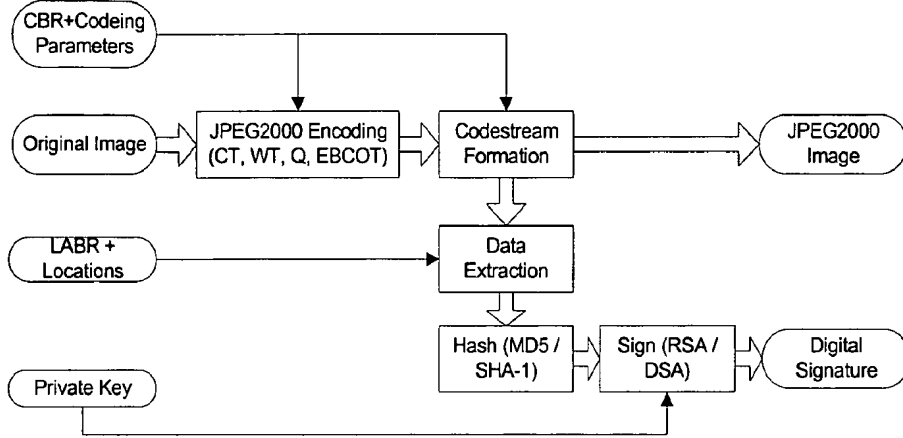 CBR+Codeing
Parameters
Original Image
JPEG2000 Encoding
(CT, WT, Q, EBCOT)
Codestream
Formation
JPEG2000
Image
LABR +
Locations
Data
Extraction
Hash (MD5 /
SHA-1)
Sign (RSA /
DSA)
Digital
Signature
Private Key